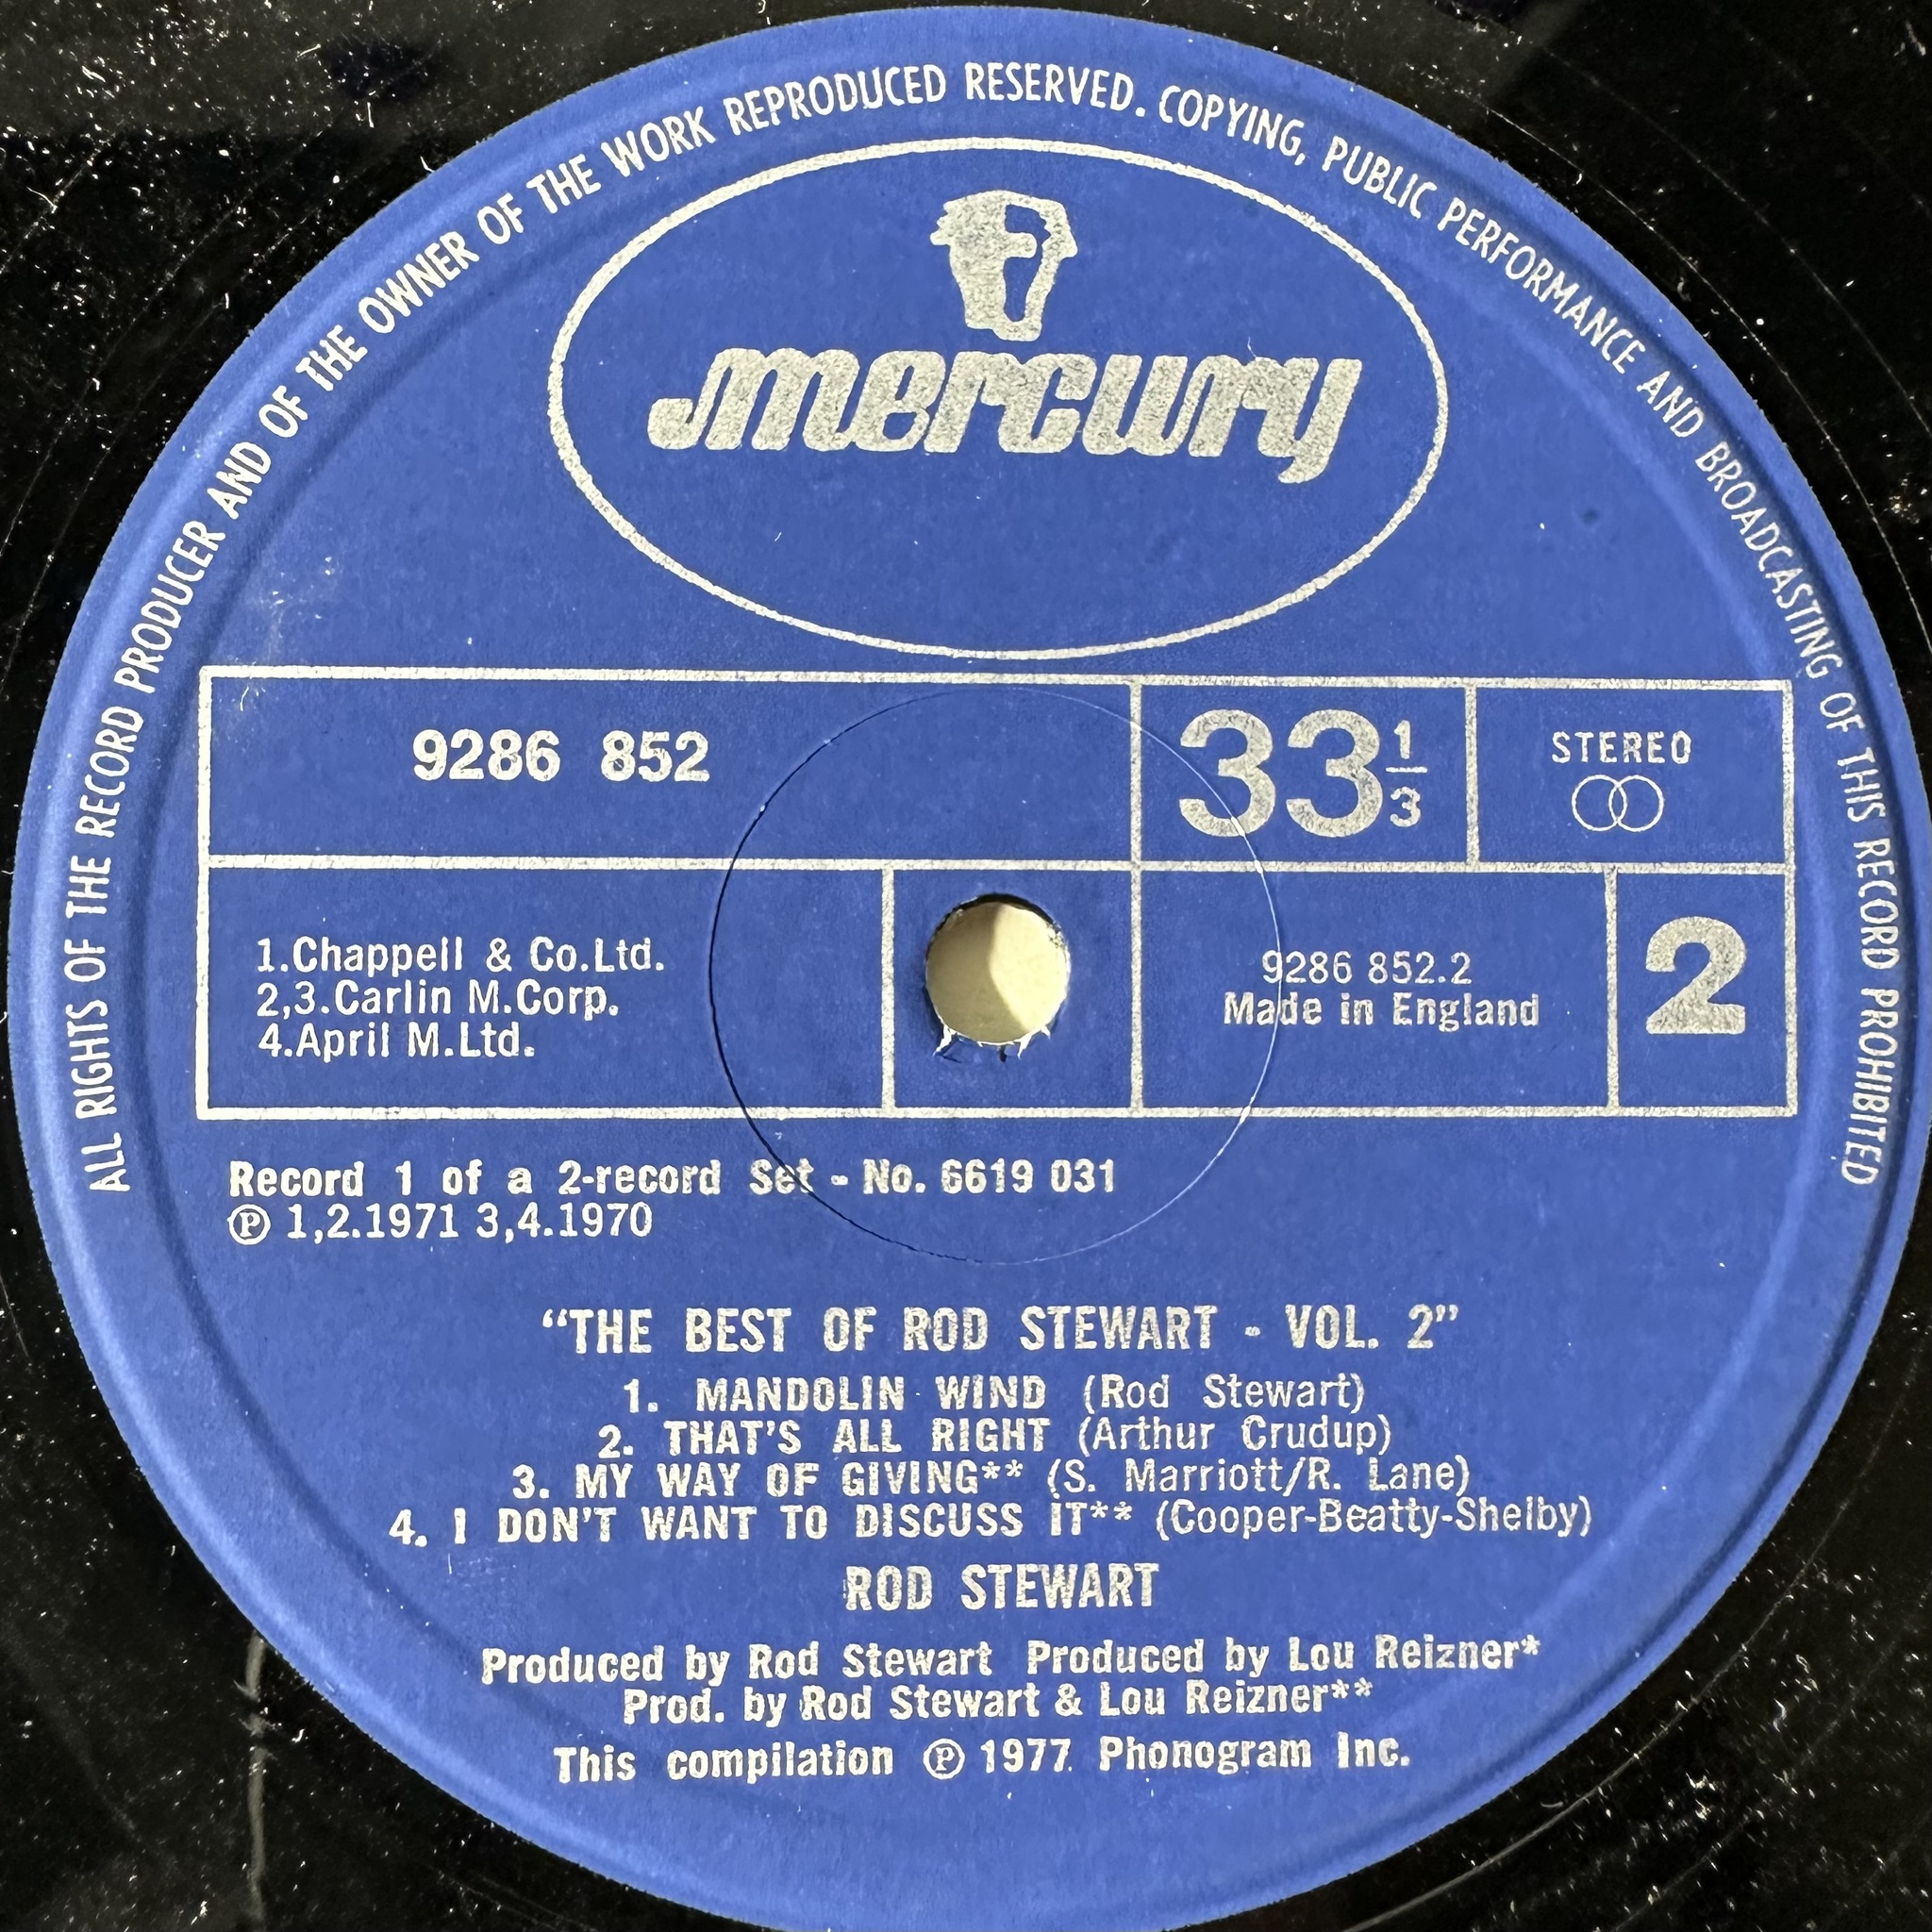 ALL RIGHTS OF THE RECORD PRODUCER AND OF THE OWNER OF THE WORK REPRODUCED RESERVED. COPYING, PUBLIC PERFORMANCE AND BROADCASTING OF THIS RECORD PROHIBITED
mercury
9286 852
33 1/3
STEREO
1.Chappell & Co.Ltd.
2,3.Carlin M.Corp.
4.April M.Ltd.
9286 852.2
Made in England
2
Record 1 of a 2-record Set - No. 6619 031
Ⓟ 1,2.1971 3,4.1970
“THE BEST OF ROD STEWART - VOL. 2”
1. MANDOLIN WIND (Rod Stewart)
2. THAT'S ALL RIGHT (Arthur Crudup)
3. MY WAY OF GIVING** (S. Marriott/R. Lane)
4. I DON'T WANT TO DISCUSS IT** (Cooper-Beatty-Shelby)
ROD STEWART
Produced by Rod Stewart Produced by Lou Reizner*
Prod. by Rod Stewart & Lou Reizner**
This compilation Ⓟ 1977 Phonogram Inc.